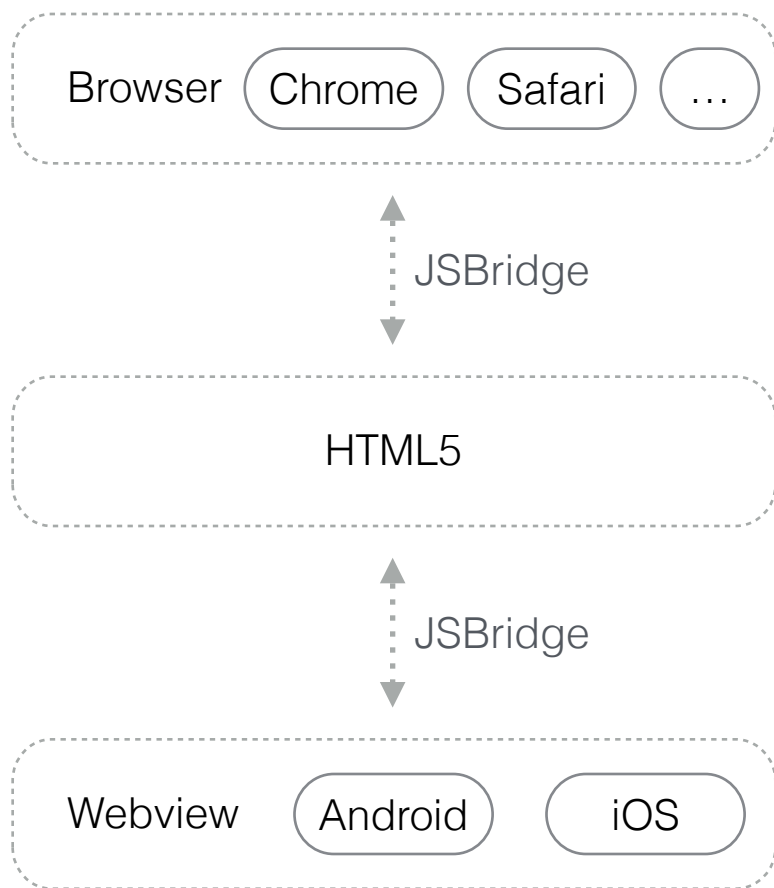 Browser Chrome Safari ...
JSBridge
HTML5
JSBridge
Webview Android iOS